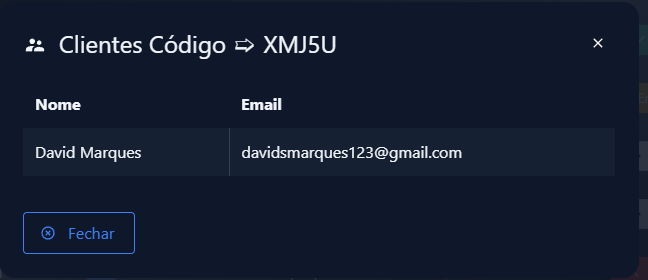 Clientes Código ➯ XMJ5U
Nome Email
David Marques davidsmarques123@gmail.com
Fechar